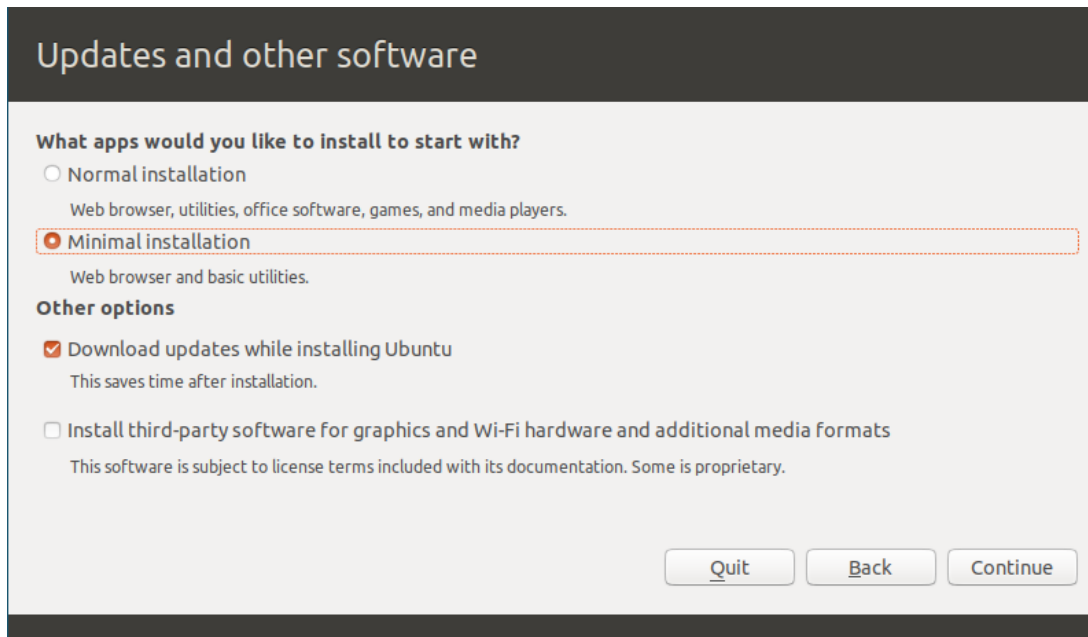 Updates and other software
What apps would you like to install to start with?
Normal installation
Web browser, utilities, office software, games, and media players.
Minimal installation
Web browser and basic utilities.
Other options
Download updates while installing Ubuntu
This saves time after installation.
Install third-party software for graphics and Wi-Fi hardware and additional media formats
This software is subject to license terms included with its documentation. Some is proprietary.
Quit Back Continue